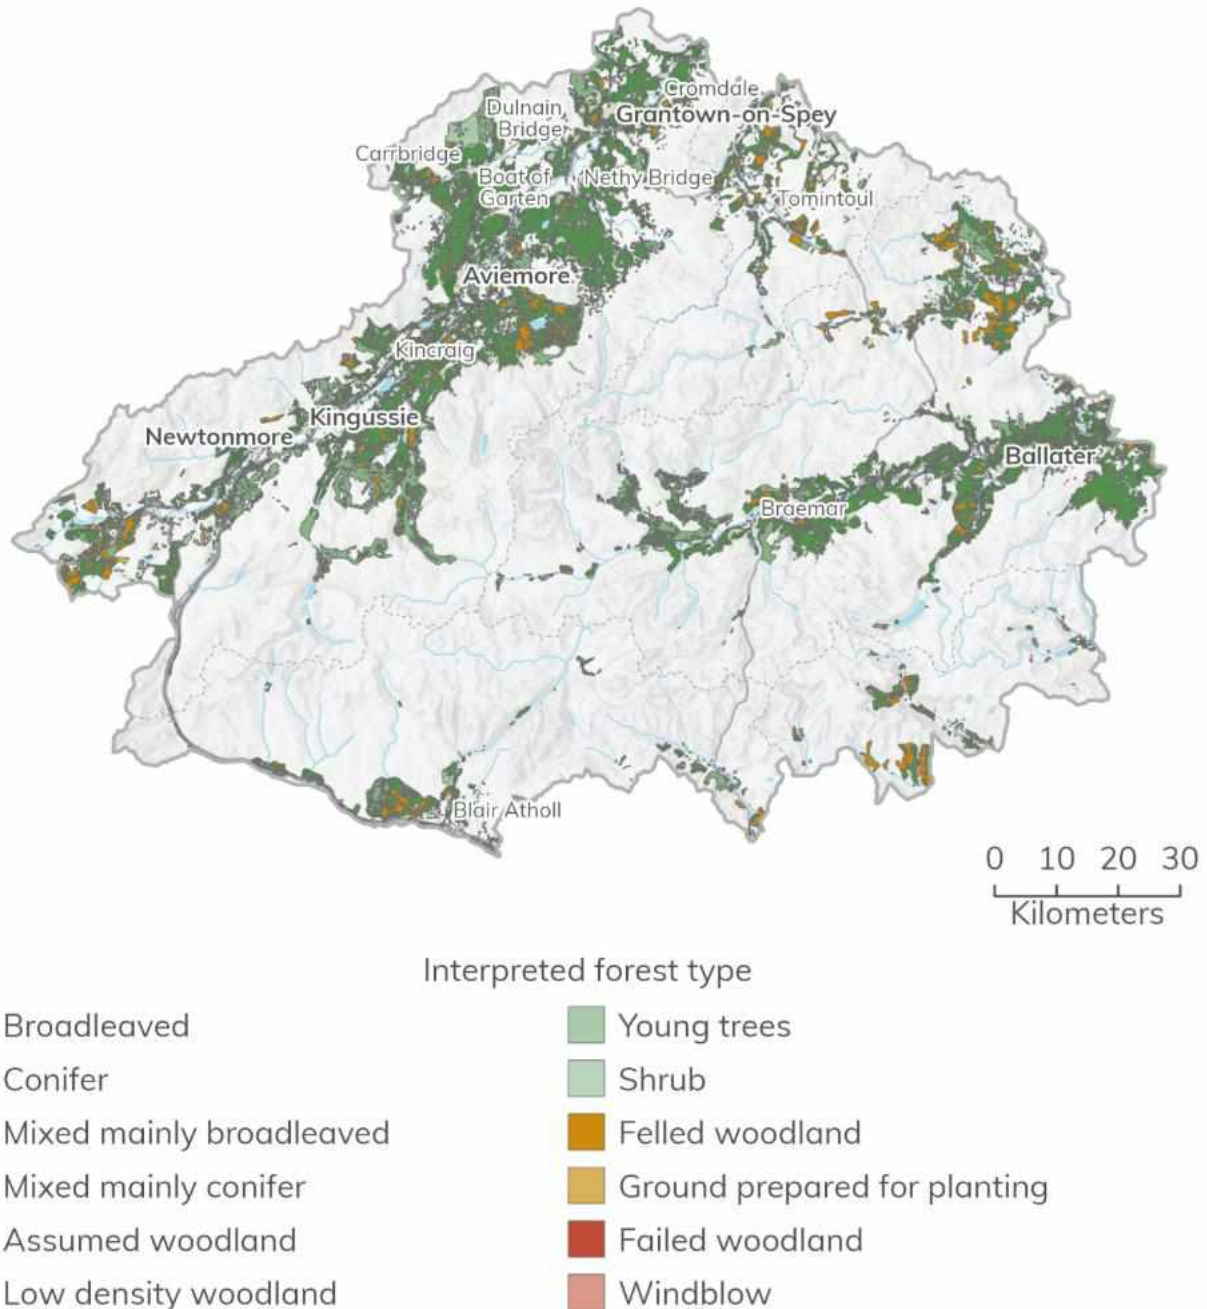 Cromdale
Dulnain
Bridge
Grantown-on-Spey
Carrbridge
Boat of
Garten
Nethy Bridge
Tomintoul
Aviemore
Kincraig
Kingussie
Newtonmore
Ballater
Braemar
Blair Atholl
0 10 20 30
Kilometers
Interpreted forest type
Broadleaved
Young trees
Conifer
Shrub
Mixed mainly broadleaved
Felled woodland
Mixed mainly conifer
Ground prepared for planting
Assumed woodland
Failed woodland
Low density woodland
Windblow